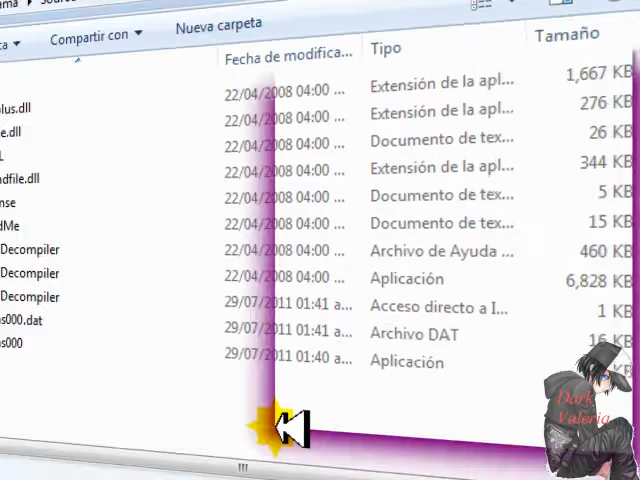 Compartir con
Nueva carpeta
Fecha de modifica... Tipo Tamaño
plus.dll 22/04/2008 04:00 ... Extensión de la apl... 1,667 KB
e.dll 22/04/2008 04:00 ... Extensión de la apl... 276 KB
L 22/04/2008 04:00 ... Documento de tex... 26 KB
ndfile.dll 22/04/2008 04:00 ... Extensión de la apl... 344 KB
nse 22/04/2008 04:00 ... Documento de tex... 5 KB
dMe 22/04/2008 04:00 ... Documento de tex... 15 KB
Decompiler 22/04/2008 04:00 ... Archivo de Ayuda ... 460 KB
Decompiler 22/04/2008 04:00 ... Aplicación 6,828 KB
Decompiler 29/07/2011 01:41 a... Acceso directo a I... 1 KB
s000.dat 29/07/2011 01:41 a... Archivo DAT 16 KB
s000 29/07/2011 01:40 a... Aplicación KB
Dark
Valeria